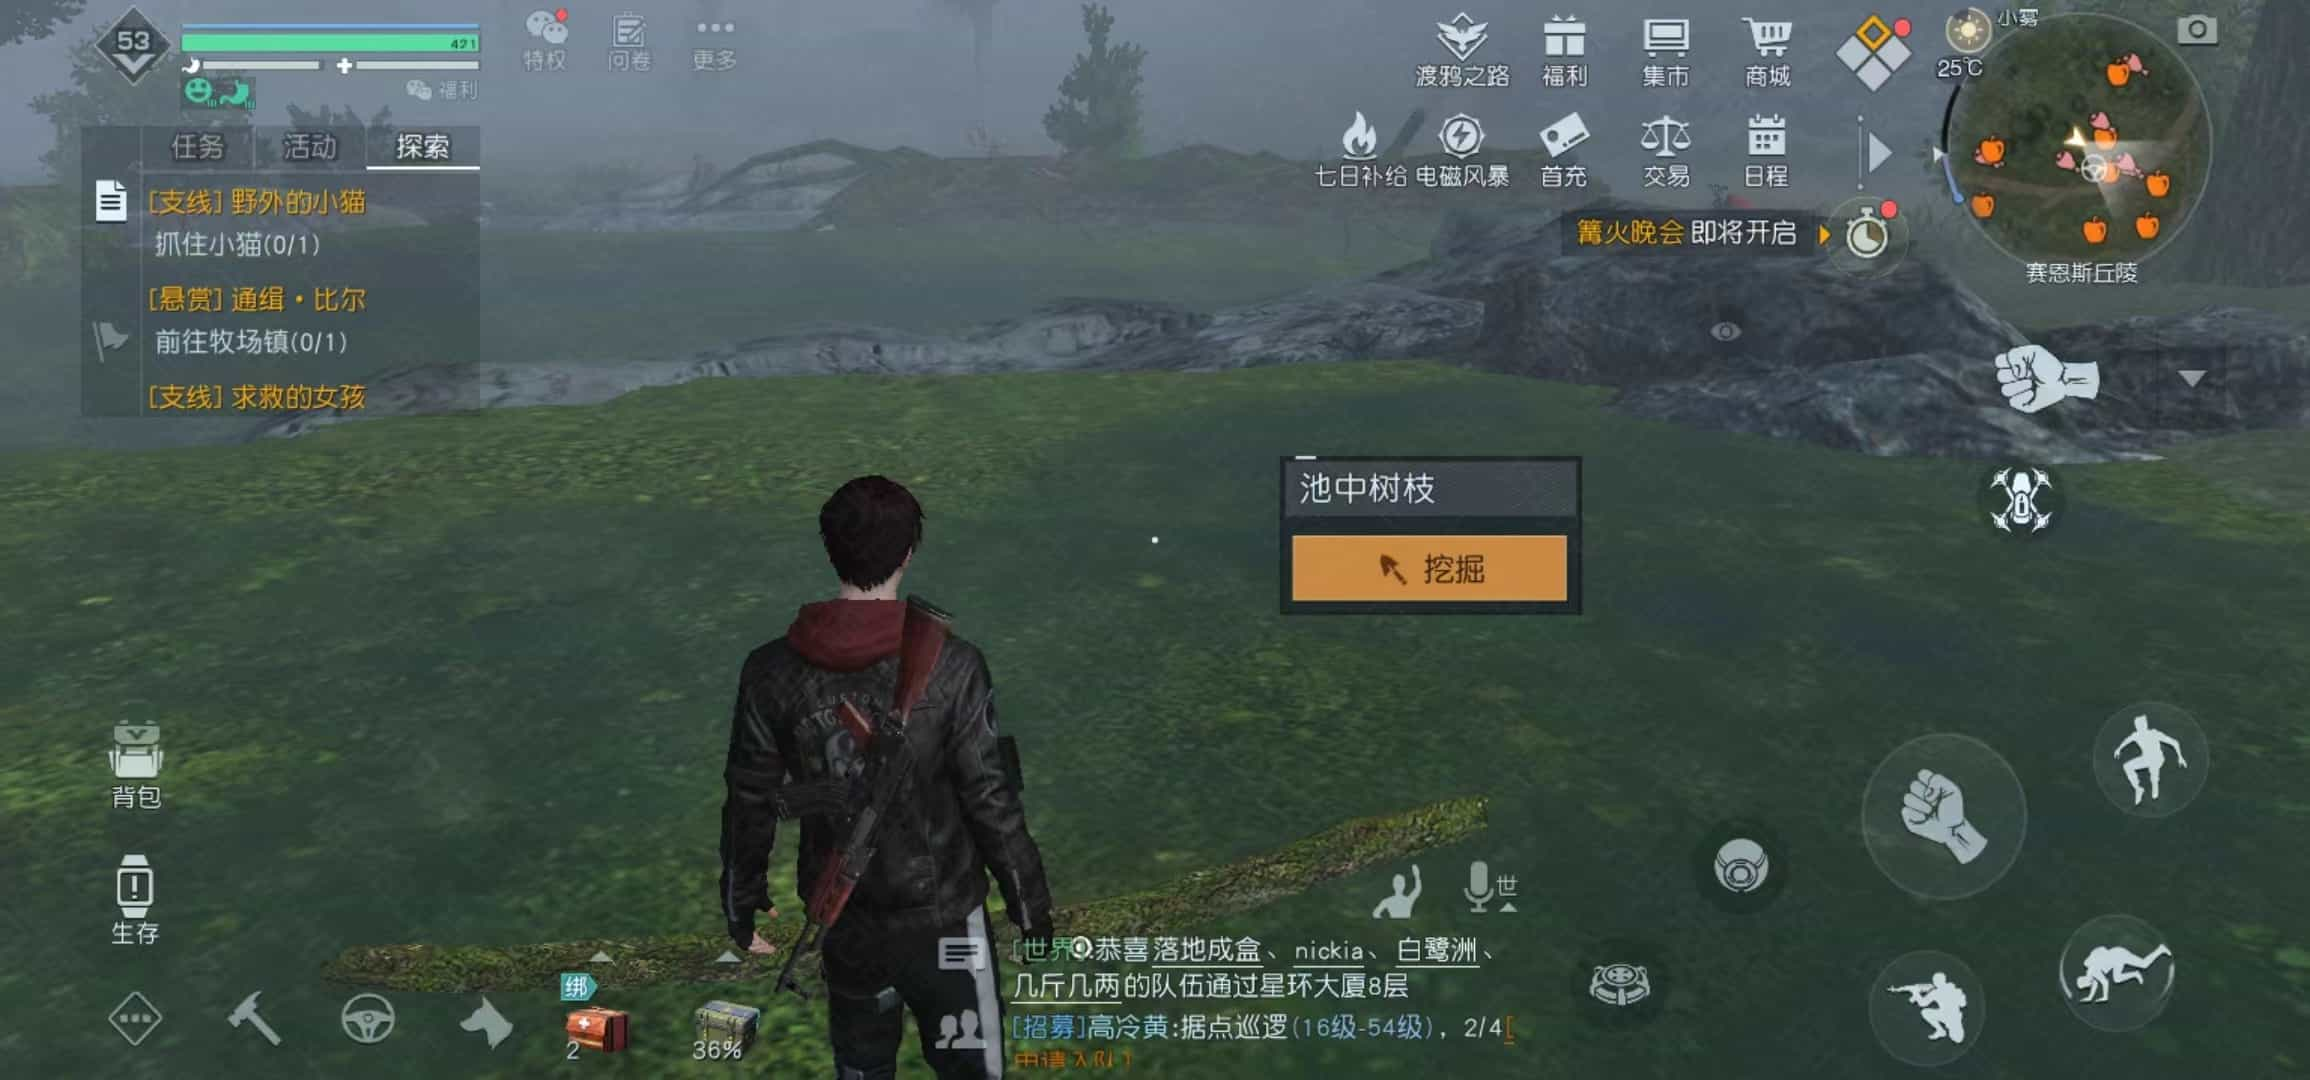 53
421
特权
问卷
更多
福利
任务
活动
探索
[支线] 野外的小猫
抓住小猫(0/1)
[悬赏] 通缉·比尔
前往牧场镇(0/1)
[支线] 求救的女孩
渡鸦之路
福利
集市
商城
七日补给
电磁风暴
首充
交易
日程
小雾
25℃
篝火晚会 即将开启
赛恩斯丘陵
池中树枝
挖掘
CUSTOM
背包
生存
绑
2
36%
世
[世界]:恭喜落地成盒、nickia、白鹭洲、
几斤几两的队伍通过星环大厦8层
[招募]高冷黄:据点巡逻(16级-54级)，2/4[
申请入队]